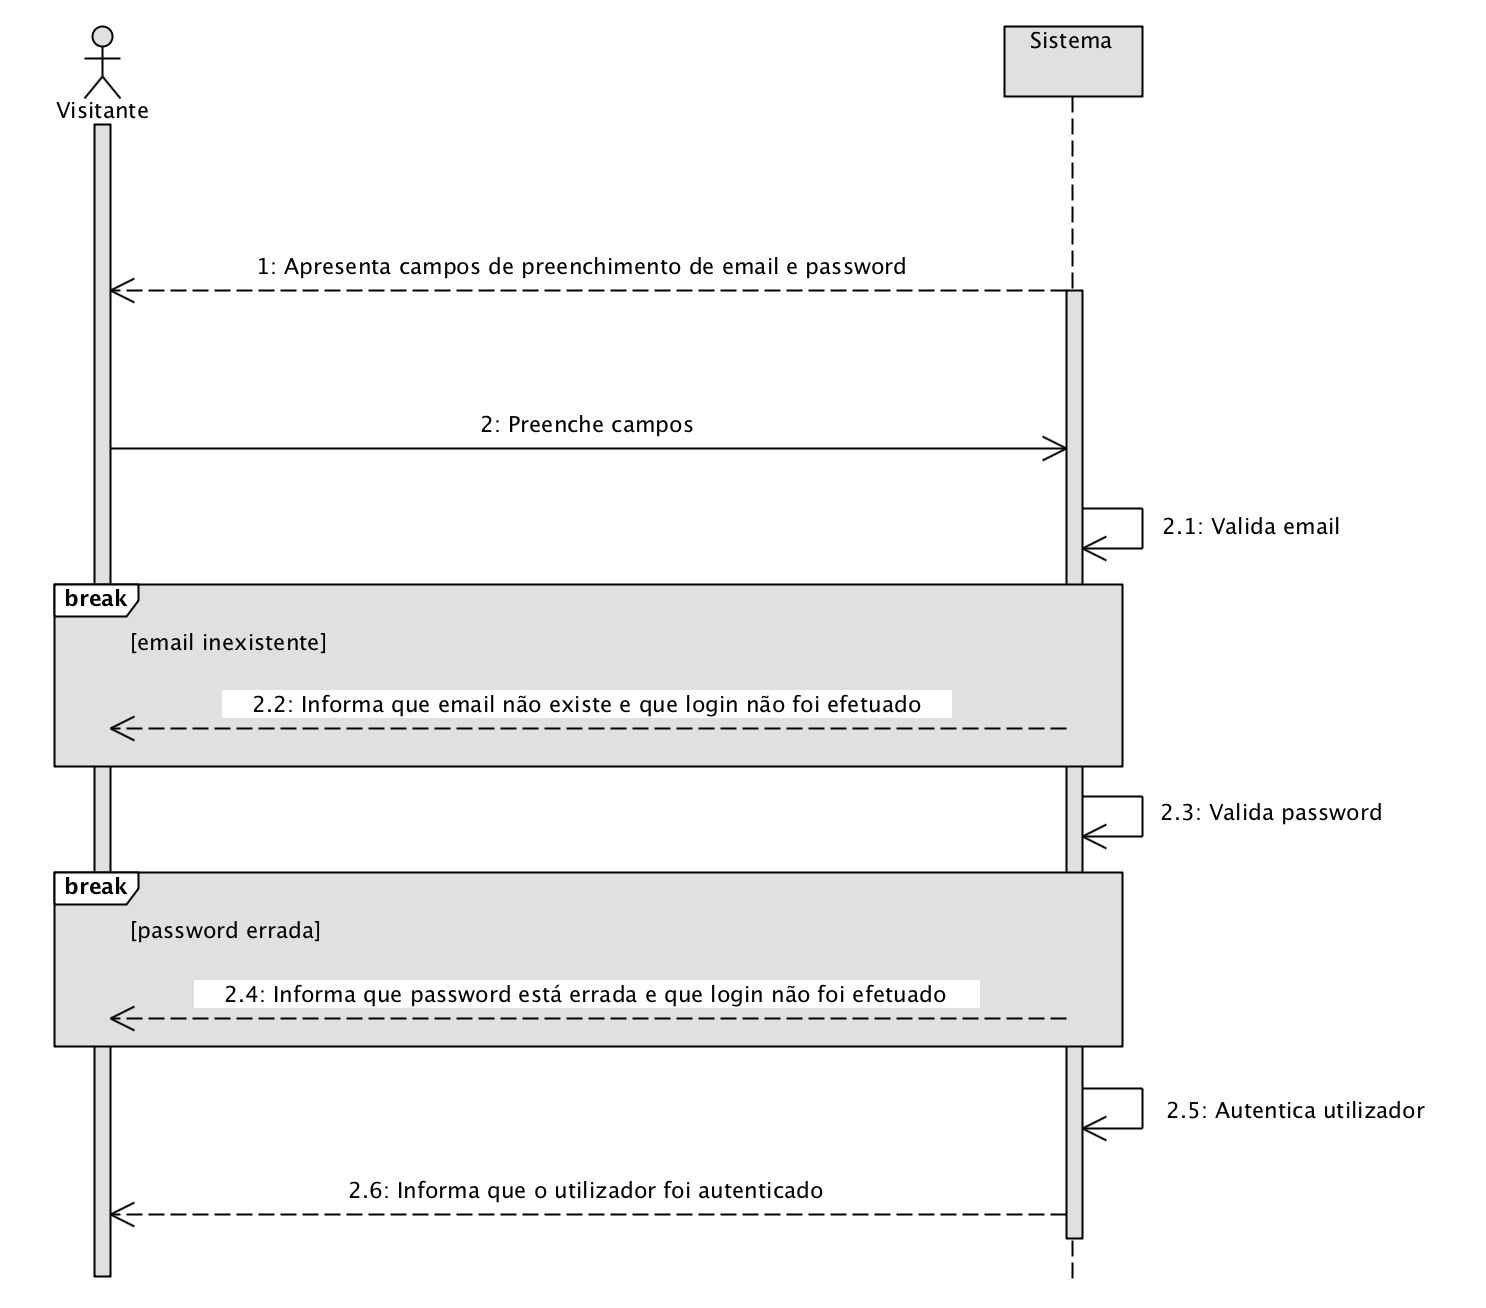 Sistema
Visitante
1: Apresenta campos de preenchimento de email e password
2: Preenche campos
2.1: Valida email
break
[email inexistente]
2.2: Informa que email não existe e que login não foi efetuado
2.3: Valida password
break
[password errada]
2.4: Informa que password está errada e que login não foi efetuado
2.5: Autentica utilizador
2.6: Informa que o utilizador foi autenticado